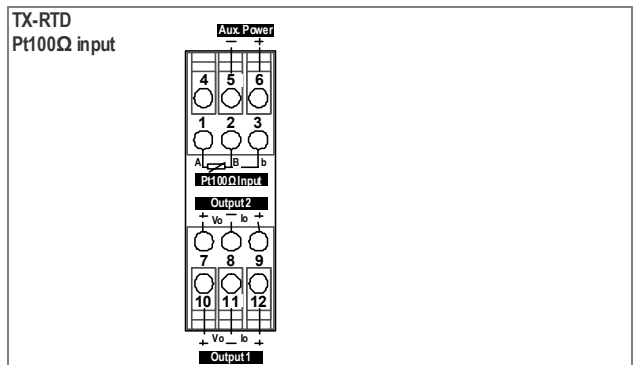 TX-RTD
Pt100Ω input
Aux. Power
− +
4 5 6
1 2 3
A B b
Pt100Ω Input
Output2
+ Vo − Io +
7 8 9
10 11 12
+ Vo − Io +
Output1